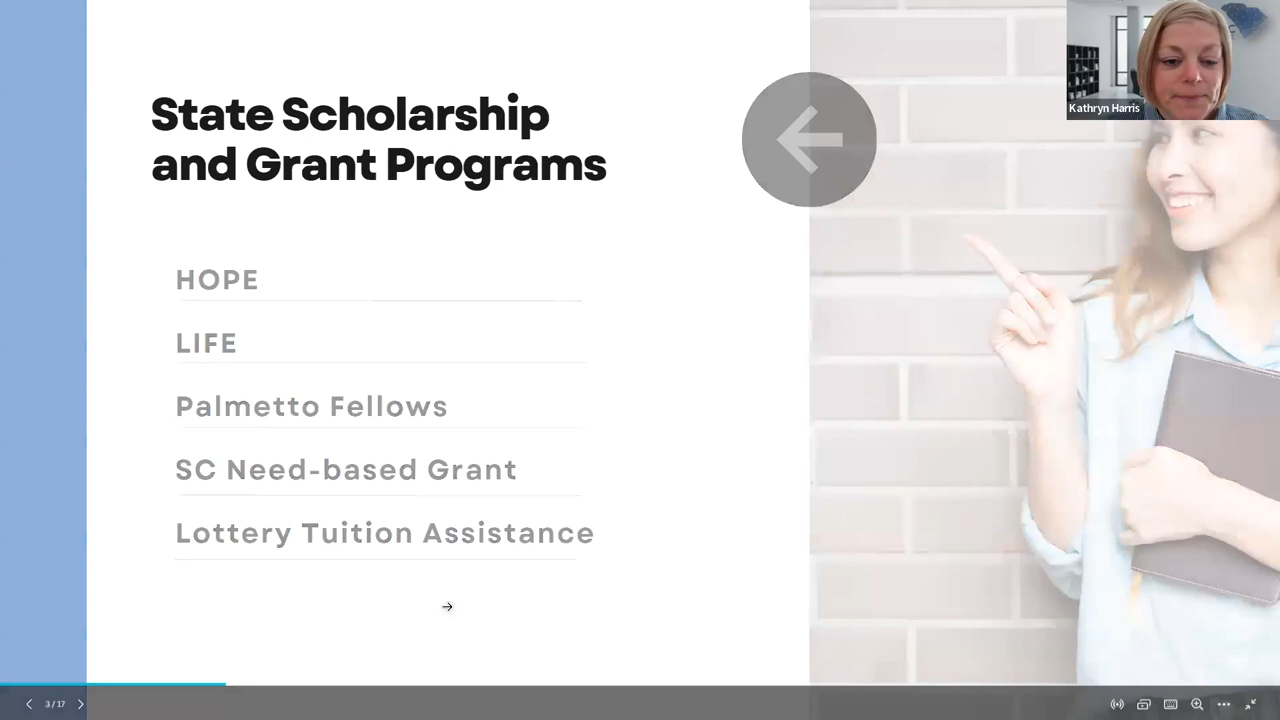 State Scholarship
and Grant Programs
Kathryn Harris
HOPE
LIFE
Palmetto Fellows
SC Need-based Grant
Lottery Tuition Assistance
3 / 17